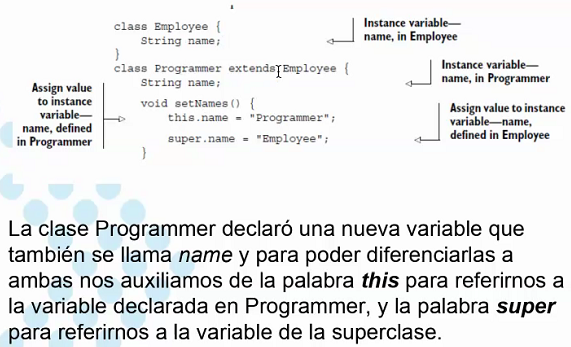 class Employee {
String name;
}
class Programmer extends Employee {
String name;
void setNames() {
this.name = "Programmer";
super.name = "Employee";
}
Instance variable—
name, in Employee
Instance variable—
name, in Programmer
Assign value
to instance
variable—
name, defined
in Programmer
Assign value to instance
variable—name,
defined in Employee
La clase Programmer declaró una nueva variable que
también se llama name y para poder diferenciarlas a
ambas nos auxiliamos de la palabra this para referirnos a
la variable declarada en Programmer, y la palabra super
para referirnos a la variable de la superclase.